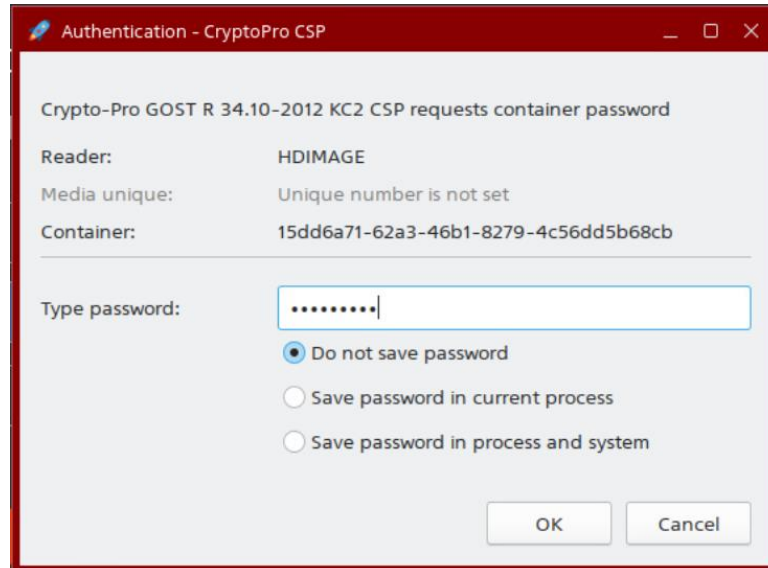 Authentication - CryptoPro CSP
Crypto-Pro GOST R 34.10-2012 KC2 CSP requests container password
Reader: HDIMAGE
Media unique: Unique number is not set
Container: 15dd6a71-62a3-46b1-8279-4c56dd5b68cb
Type password: •••••••••
Do not save password
Save password in current process
Save password in process and system
OK Cancel